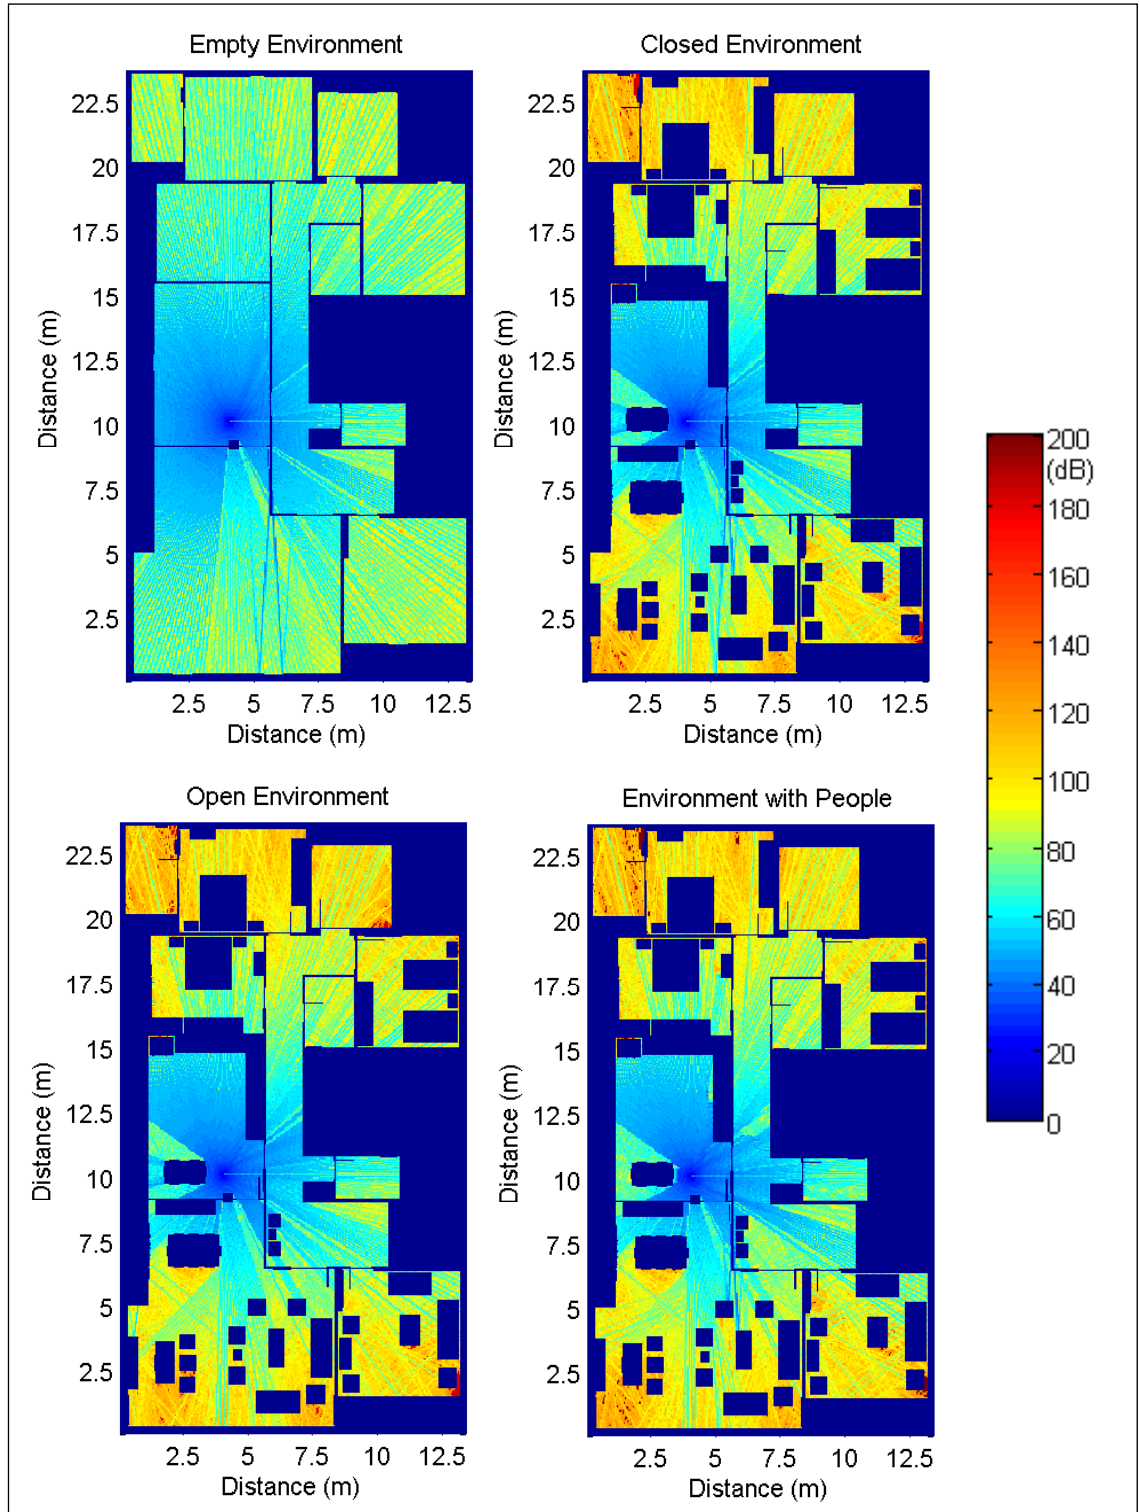 Empty Environment
Closed Environment
22.5
20
17.5
15
12.5
10
7.5
5
2.5
Distance (m)
2.5 5 7.5 10 12.5
Distance (m)
22.5
20
17.5
15
12.5
10
7.5
5
2.5
Distance (m)
2.5 5 7.5 10 12.5
Distance (m)
200
(dB)
180
160
140
120
100
80
60
40
20
0
Open Environment
Environment with People
22.5
20
17.5
15
12.5
10
7.5
5
2.5
Distance (m)
2.5 5 7.5 10 12.5
Distance (m)
22.5
20
17.5
15
12.5
10
7.5
5
2.5
Distance (m)
2.5 5 7.5 10 12.5
Distance (m)